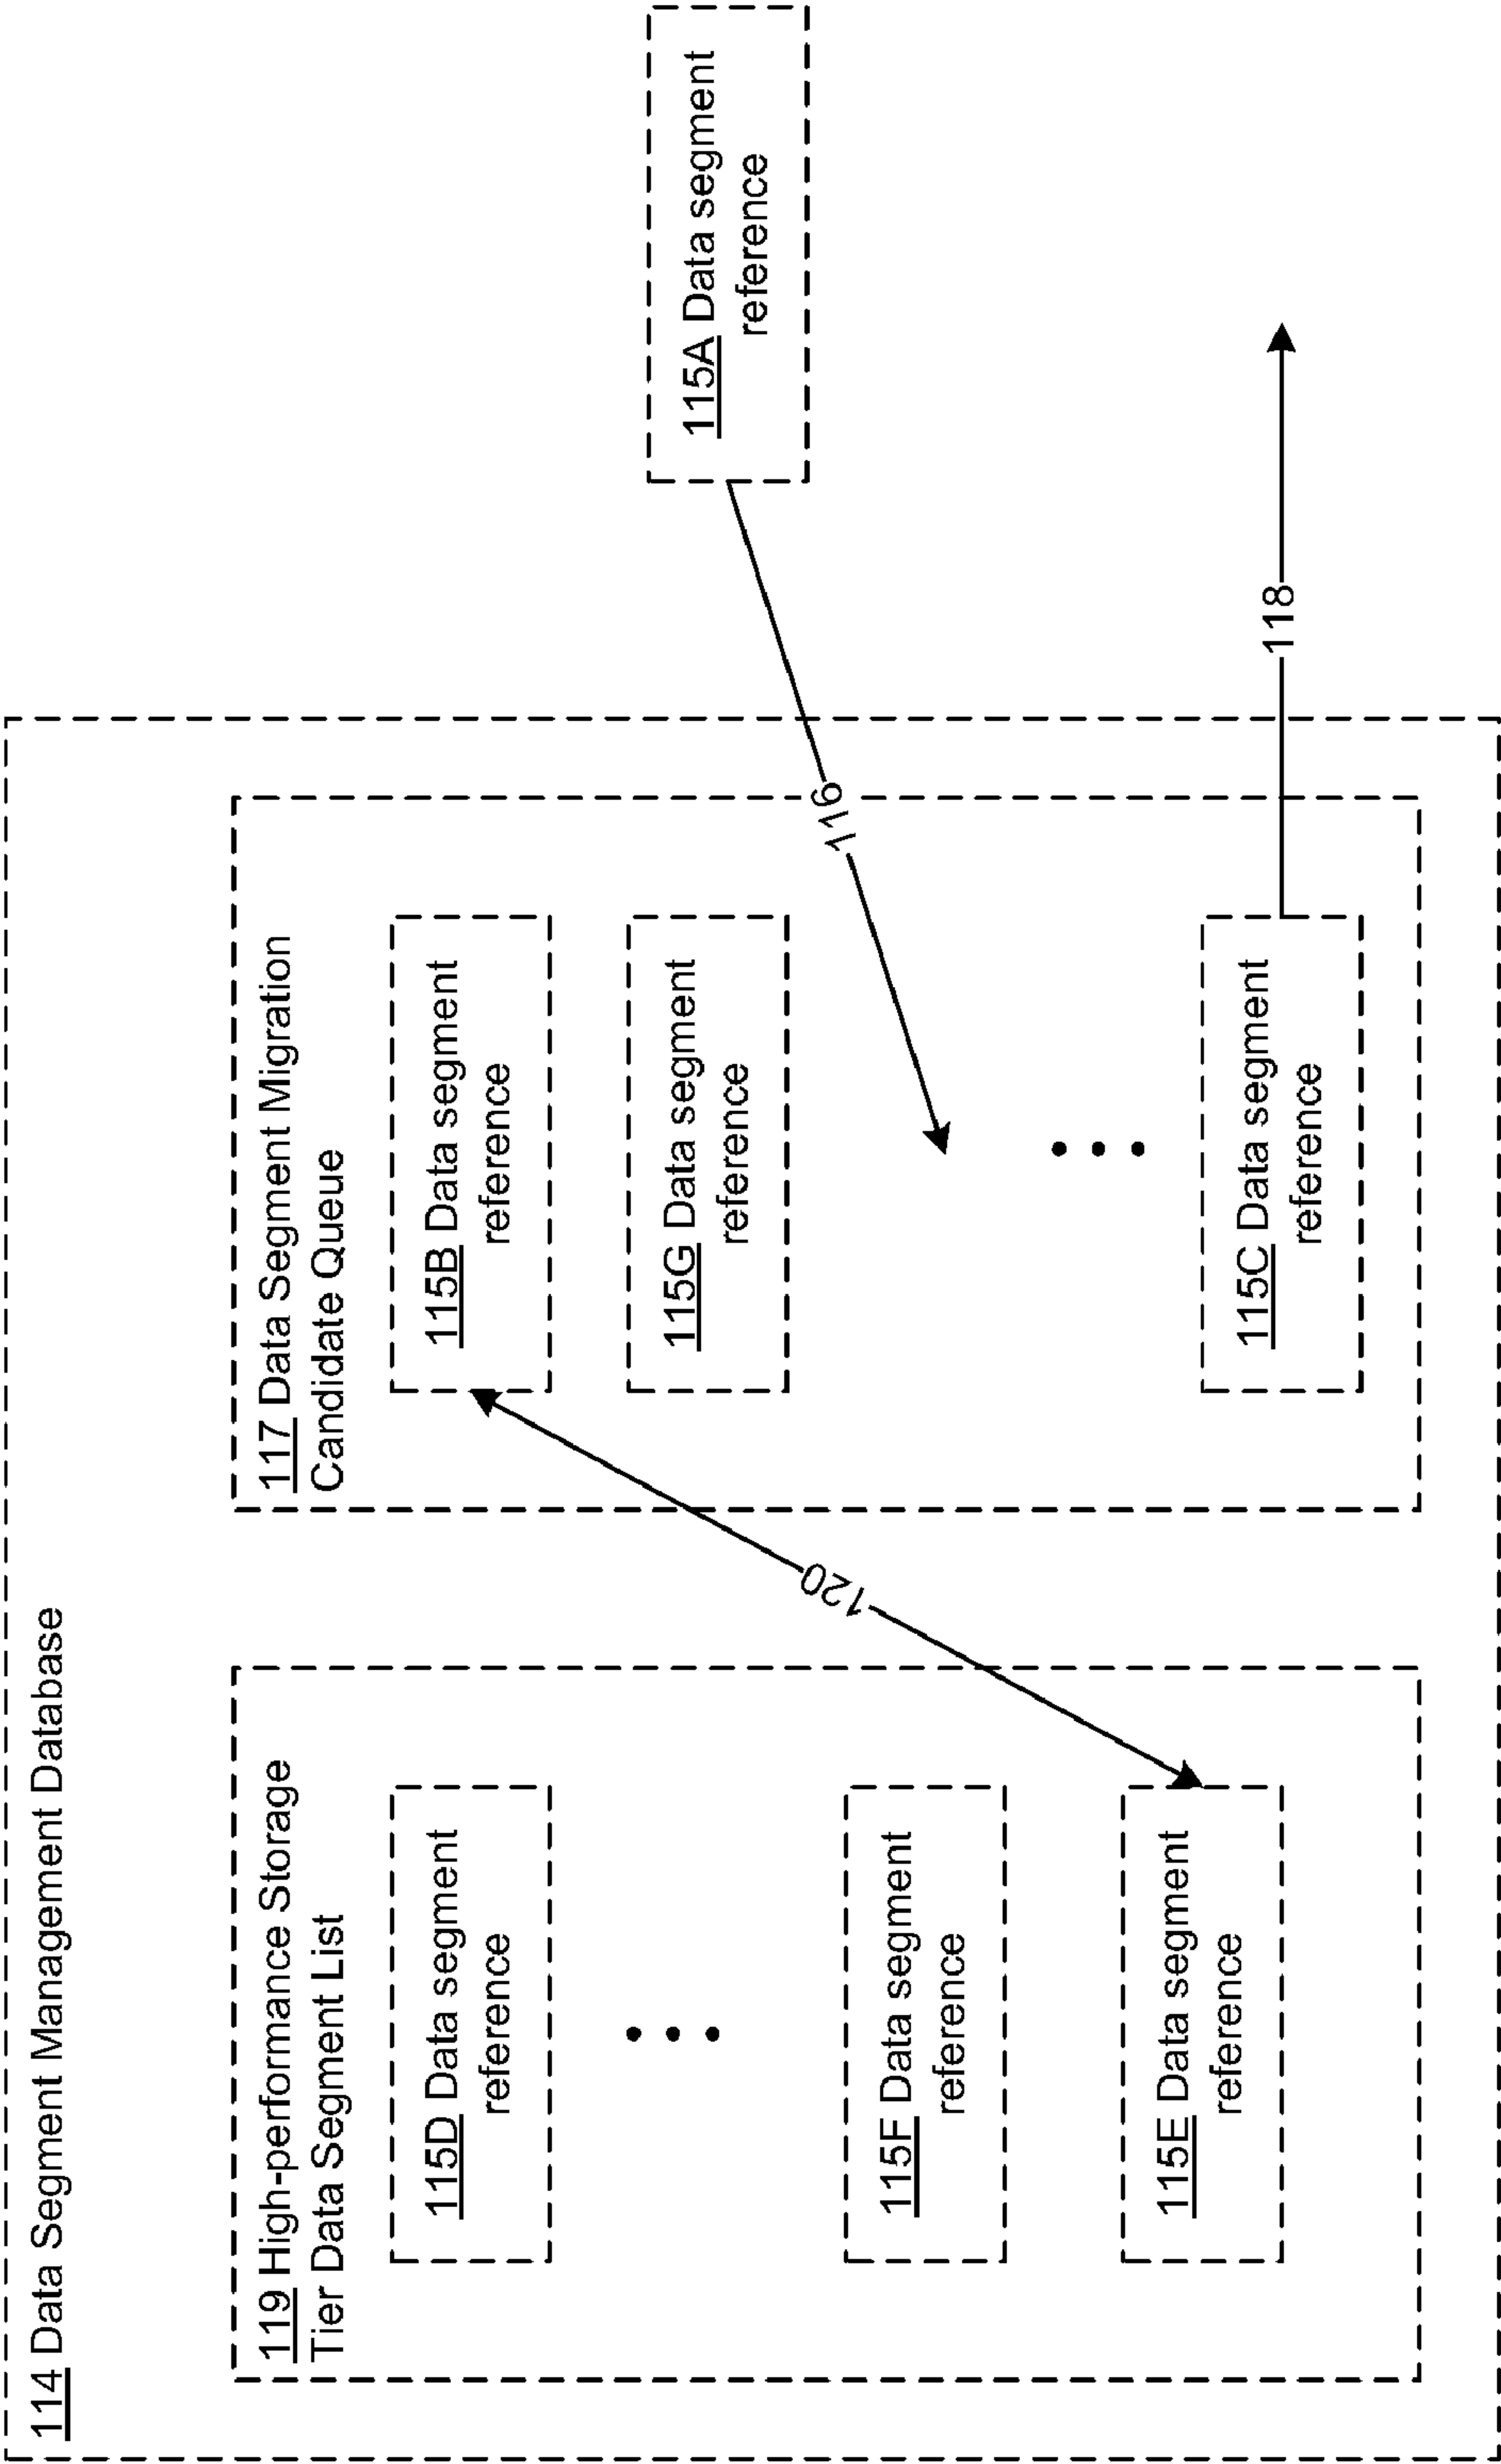 114 Data Segment Management Database
119 High-performance Storage
Tier Data Segment List
115D Data segment
reference
115F Data segment
reference
115E Data segment
reference
120
117 Data Segment Migration
Candidate Queue
115B Data segment
reference
115G Data segment
reference
115C Data segment
reference
116
118
115A Data segment
reference